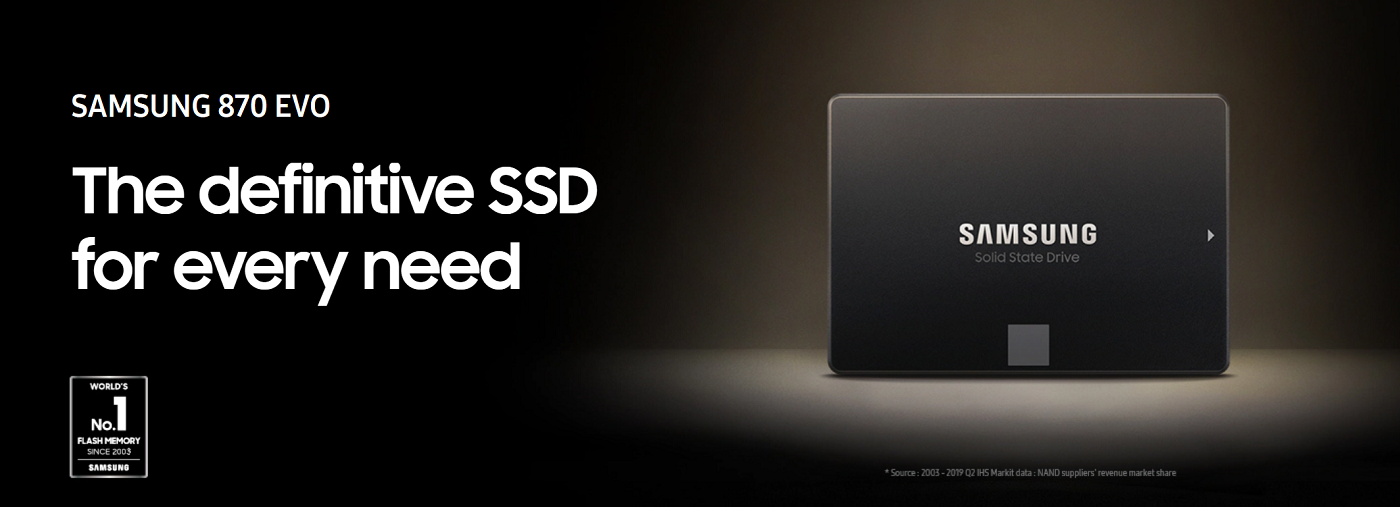 SAMSUNG 870 EVO
The definitive SSD
for every need
WORLD'S
No.1
FLASH MEMORY
SINCE 2003
SAMSUNG
SAMSUNG
Solid State Drive
* Source : 2003 - 2019 Q2 IHS Markit data : NAND suppliers' revenue market share